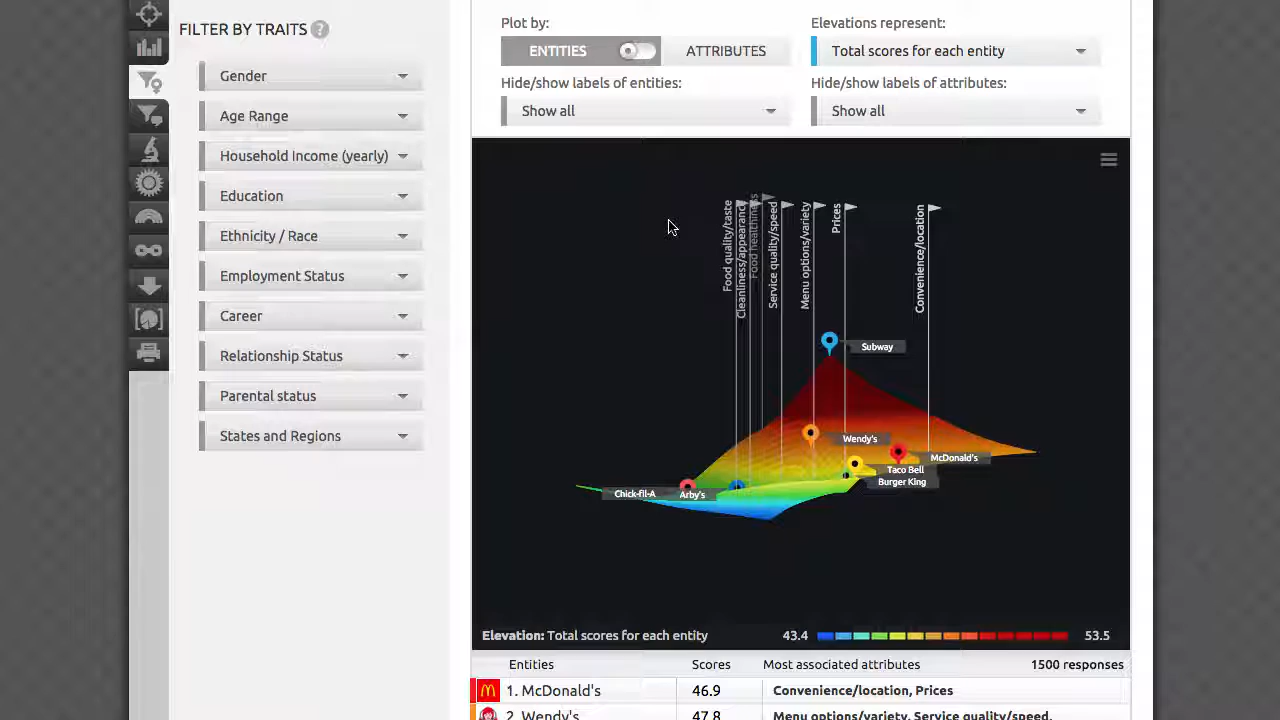 FILTER BY TRAITS ?
Gender
Age Range
Household Income (yearly)
Education
Ethnicity / Race
Employment Status
Career
Relationship Status
Parental status
States and Regions
Plot by:
ENTITIES
ATTRIBUTES
Elevations represent:
Total scores for each entity
Hide/show labels of entities:
Show all
Hide/show labels of attributes:
Show all
Food quality/taste
Cleanliness/appearance
Food healthiness
Service quality/speed
Menu options/variety
Prices
Convenience/location
Subway
Wendy's
McDonald's
Taco Bell
Burger King
Chick-fil-A
Arby's
Elevation: Total scores for each entity
43.4
53.5
Entities Scores Most associated attributes 1500 responses
1. McDonald's 46.9 Convenience/location, Prices
2. Wendy's 47.8 Menu options/variety, Service quality/speed,